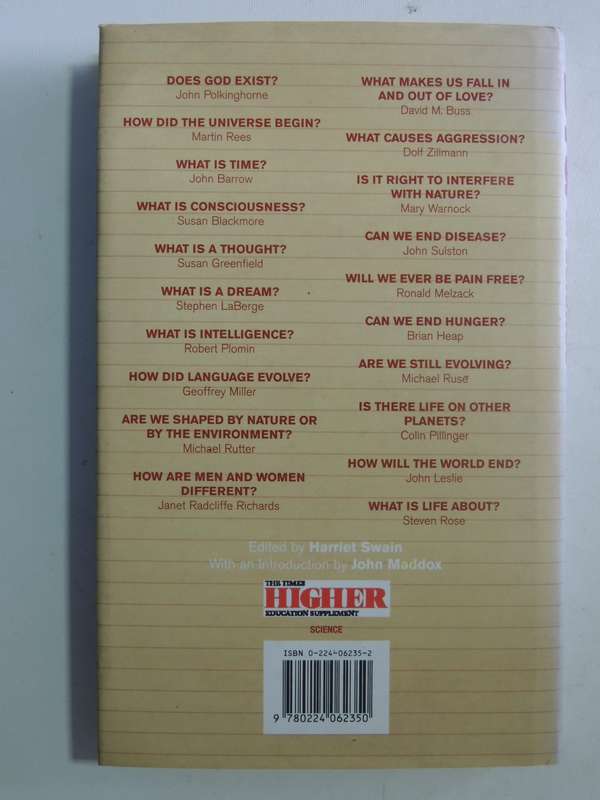 DOES GOD EXIST?
John Polkinghorne
HOW DID THE UNIVERSE BEGIN?
Martin Rees
WHAT IS TIME?
John Barrow
WHAT IS CONSCIOUSNESS?
Susan Blackmore
WHAT IS A THOUGHT?
Susan Greenfield
WHAT IS A DREAM?
Stephen LaBerge
WHAT IS INTELLIGENCE?
Robert Plomin
HOW DID LANGUAGE EVOLVE?
Geoffrey Miller
ARE WE SHAPED BY NATURE OR
BY THE ENVIRONMENT?
Michael Rutter
HOW ARE MEN AND WOMEN
DIFFERENT?
Janet Radcliffe Richards
WHAT MAKES US FALL IN
AND OUT OF LOVE?
David M. Buss
WHAT CAUSES AGGRESSION?
Dolf Zillmann
IS IT RIGHT TO INTERFERE
WITH NATURE?
Mary Warnock
CAN WE END DISEASE?
John Sulston
WILL WE EVER BE PAIN FREE?
Ronald Melzack
CAN WE END HUNGER?
Brian Heap
ARE WE STILL EVOLVING?
Michael Ruse
IS THERE LIFE ON OTHER
PLANETS?
Colin Pillinger
HOW WILL THE WORLD END?
John Leslie
WHAT IS LIFE ABOUT?
Steven Rose
Edited by Harriet Swain
With an Introduction by John Maddox
THE TIMES
HIGHER
EDUCATION SUPPLEMENT
SCIENCE
ISBN 0-224-06235-2
9 780224 062350